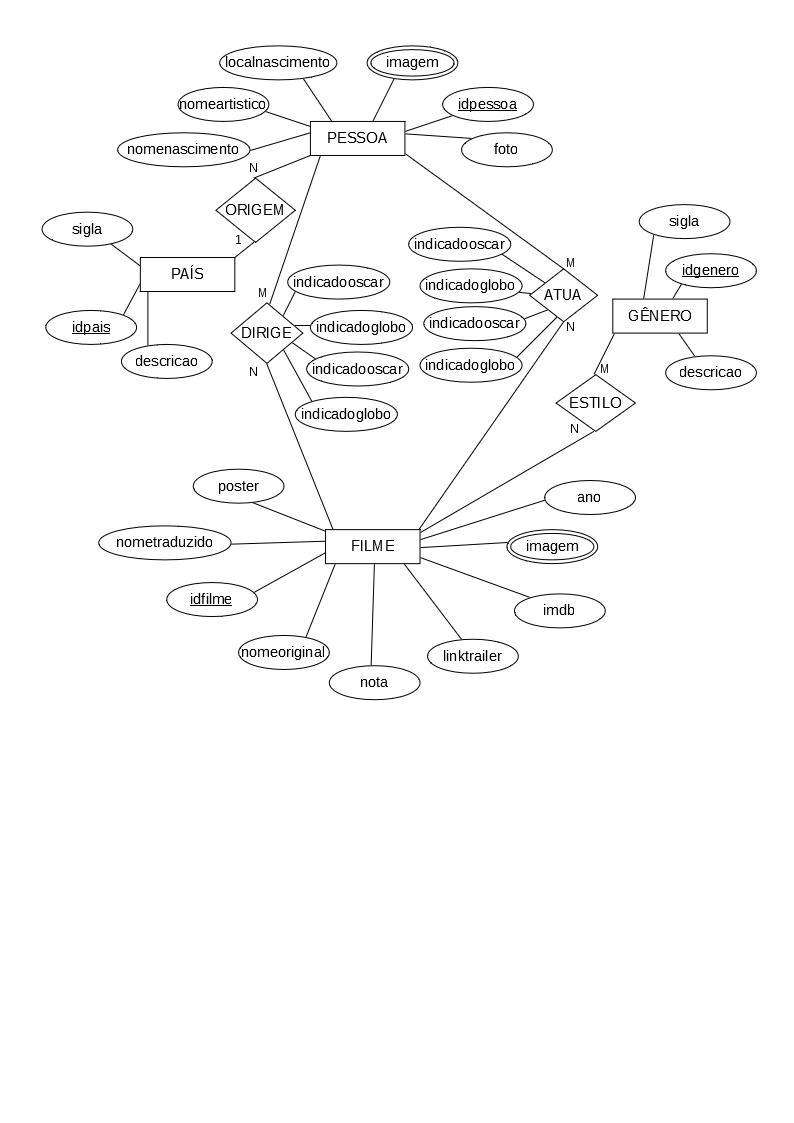 localnascimento
imagem
nomeartistico
idpessoa
PESSOA
nomenascimento
foto
N
ORIGEM
1
sigla
PAÍS
idpais
descricao
sigla
idgenero
GÊNERO
descricao
M
ESTILO
N
indicadooscar
indicadoglobo
indicadooscar
indicadoglobo
M
ATUA
N
indicadooscar
indicadoglobo
indicadooscar
indicadoglobo
M
DIRIGE
N
poster
ano
nometraduzido
FILME
imagem
idfilme
imdb
nomeoriginal
linktrailer
nota